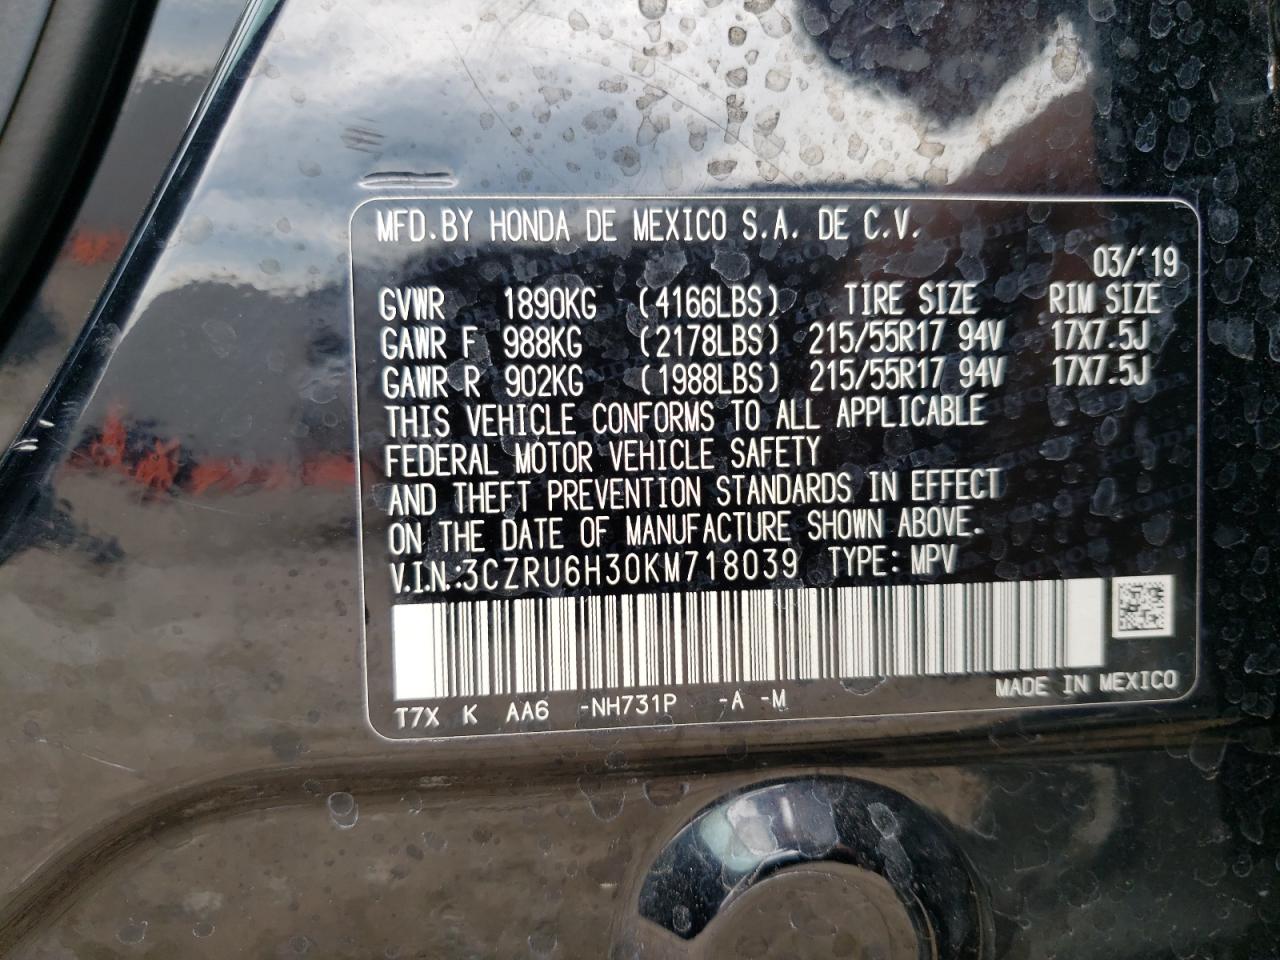 MFD.BY HONDA DE MEXICO S.A. DE C.V.
03/'19
GVWR 1890KG (4166LBS) TIRE SIZE RIM SIZE
GAWR F 988KG (2178LBS) 215/55R17 94V 17X7.5J
GAWR R 902KG (1988LBS) 215/55R17 94V 17X7.5J
THIS VEHICLE CONFORMS TO ALL APPLICABLE
FEDERAL MOTOR VEHICLE SAFETY
AND THEFT PREVENTION STANDARDS IN EFFECT
ON THE DATE OF MANUFACTURE SHOWN ABOVE.
V.I.N.:3CZRU6H30KM718039 TYPE: MPV
MADE IN MEXICO
T7X K AA6 -NH731P -A -M